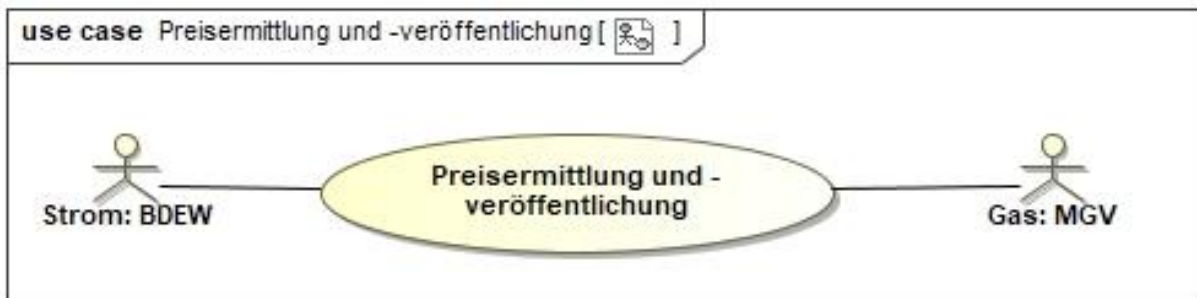 use case Preisermittlung und -veröffentlichung [ ]
Preisermittlung und -
veröffentlichung
Strom: BDEW
Gas: MGV